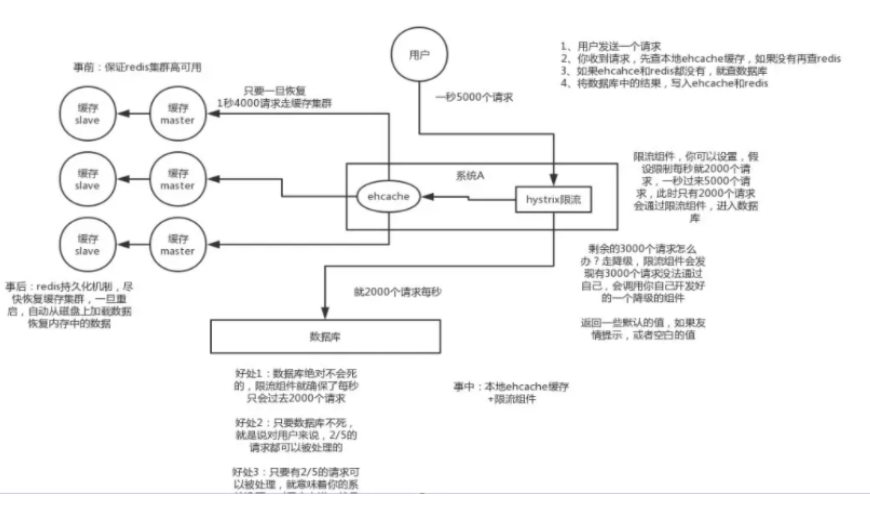 用户
1、用户发送一个请求
2、你收到请求，先查本地ehcache缓存，如果没有再查redis
3、如果ehcahce和redis都没有，就查数据库
4、将数据库中的结果，写入ehcache和redis
事前：保证redis集群高可用
只要一旦恢复
1秒4000请求走缓存集群
一秒5000个请求
缓存
slave
缓存
master
缓存
slave
缓存
master
缓存
slave
缓存
master
系统A
ehcache
hystrix限流
限流组件，你可以设置，假
设限制每秒就2000个请
求，一秒过来5000个请
求，此时只有2000个请求
会通过限流组件，进入数据
库
剩余的3000个请求怎么
办？走降级，限流组件会发
现有3000个请求没法通过
自己，会调用你自己开发好
的一个降级的组件
返回一些默认的值，如果友
情提示，或者空白的值
事后：redis持久化机制，尽
快恢复缓存集群，一旦重
启，自动从磁盘上加载数据
恢复内存中的数据
就2000个请求每秒
数据库
好处1：数据库绝对不会死
的，限流组件就确保了每秒
只会过去2000个请求
好处2：只要数据库不死，
就是说对用户来说，2/5的
请求都可以被处理的
好处3：只要有2/5的请求可
以被处理，就意味着你的系
事中：本地ehcache缓存
+限流组件